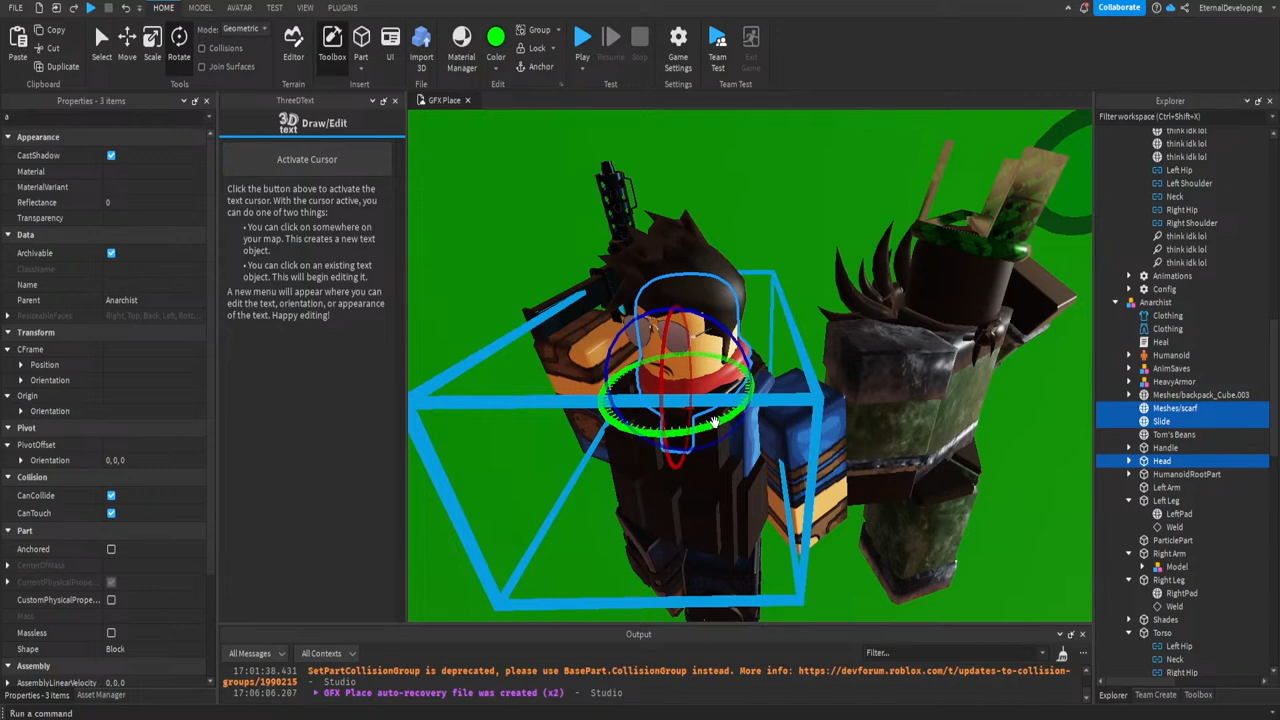 FILE HOME MODEL AVATAR TEST VIEW PLUGINS Collaborate EternalDeveloping
Paste Copy Cut Duplicate Select Move Scale Rotate Mode: Geometric Collisions Join Surfaces Editor Toolbox Part UI Import 3D Material Manager Color Group Lock Anchor Play Resume Stop Game Settings Team Test Exit Game
Clipboard Tools Terrain Insert File Edit Test Settings Team Test
Properties - 3 items
a
Appearance
CastShadow
Material
MaterialVariant
Reflectance 0
Transparency
Data
Archivable
ClassName
Name
Parent Anarchist
ResizeableFaces Right, Top, Back, Left, Bott...
Transform
CFrame
Position
Orientation
Origin
Orientation
Pivot
PivotOffset
Orientation 0,0,0
Collision
CanCollide
CanTouch
Part
Anchored
CenterOfMass
CurrentPhysicalPrope...
CustomPhysicalPrope...
Mass
Massless
Shape Block
Assembly
AssemblyLinearVelocity 0,0,0
Properties - 3 items Asset Manager
Run a command
ThreeDText
3D text Draw/Edit
Activate Cursor
Click the button above to activate the
text cursor. With the cursor active, you
can do one of two things:
• You can click on somewhere on
your map. This creates a new text
object.
• You can click on an existing text
object. This will begin editing it.
A new menu will appear where you can
edit the text, orientation, or appearance
of the text. Happy editing!
GFX Place
Output
All Messages All Contexts Filter...
17:01:38.431 SetPartCollisionGroup is deprecated, please use BasePart.CollisionGroup instead. More info: https://devforum.roblox.com/t/updates-to-collision-
groups/1990215 - Studio
17:06:06.207 GFX Place auto-recovery file was created (x2) - Studio
Explorer
Filter workspace (Ctrl+Shift+X)
think idk lol
think idk lol
think idk lol
Left Hip
Left Shoulder
Neck
Right Hip
Right Shoulder
think idk lol
think idk lol
think idk lol
Animations
Config
Anarchist
Clothing
Clothing
Heal
Humanoid
AnimSaves
HeavyArmor
Meshes/backpack_Cube.003
Meshes/scarf
Slide
Tom's Beans
Handle
Head
HumanoidRootPart
Left Arm
Left Leg
LeftPad
Weld
ParticlePart
Right Arm
Model
Right Leg
RightPad
Weld
Shades
Torso
Left Hip
Neck
Right Hip
Explorer Team Create Toolbox